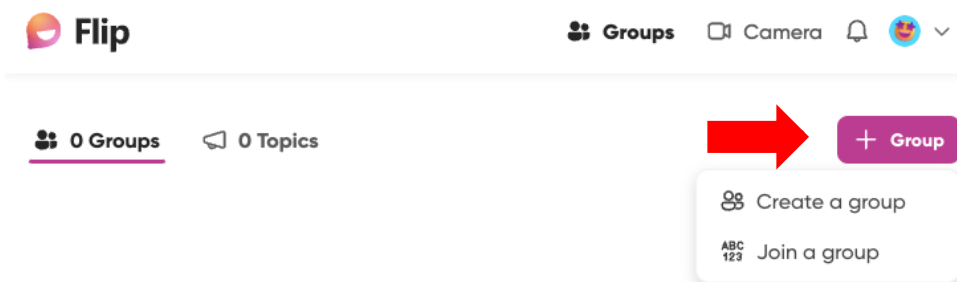 Flip
Groups Camera
0 Groups 0 Topics
+ Group
Create a group
ABC
123
Join a group